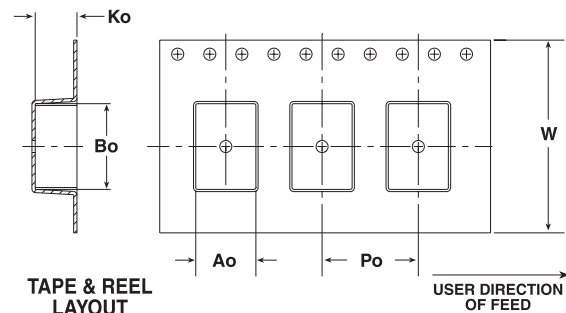 Ko
Bo
W
Ao
Po
TAPE & REEL
LAYOUT
USER DIRECTION
OF FEED